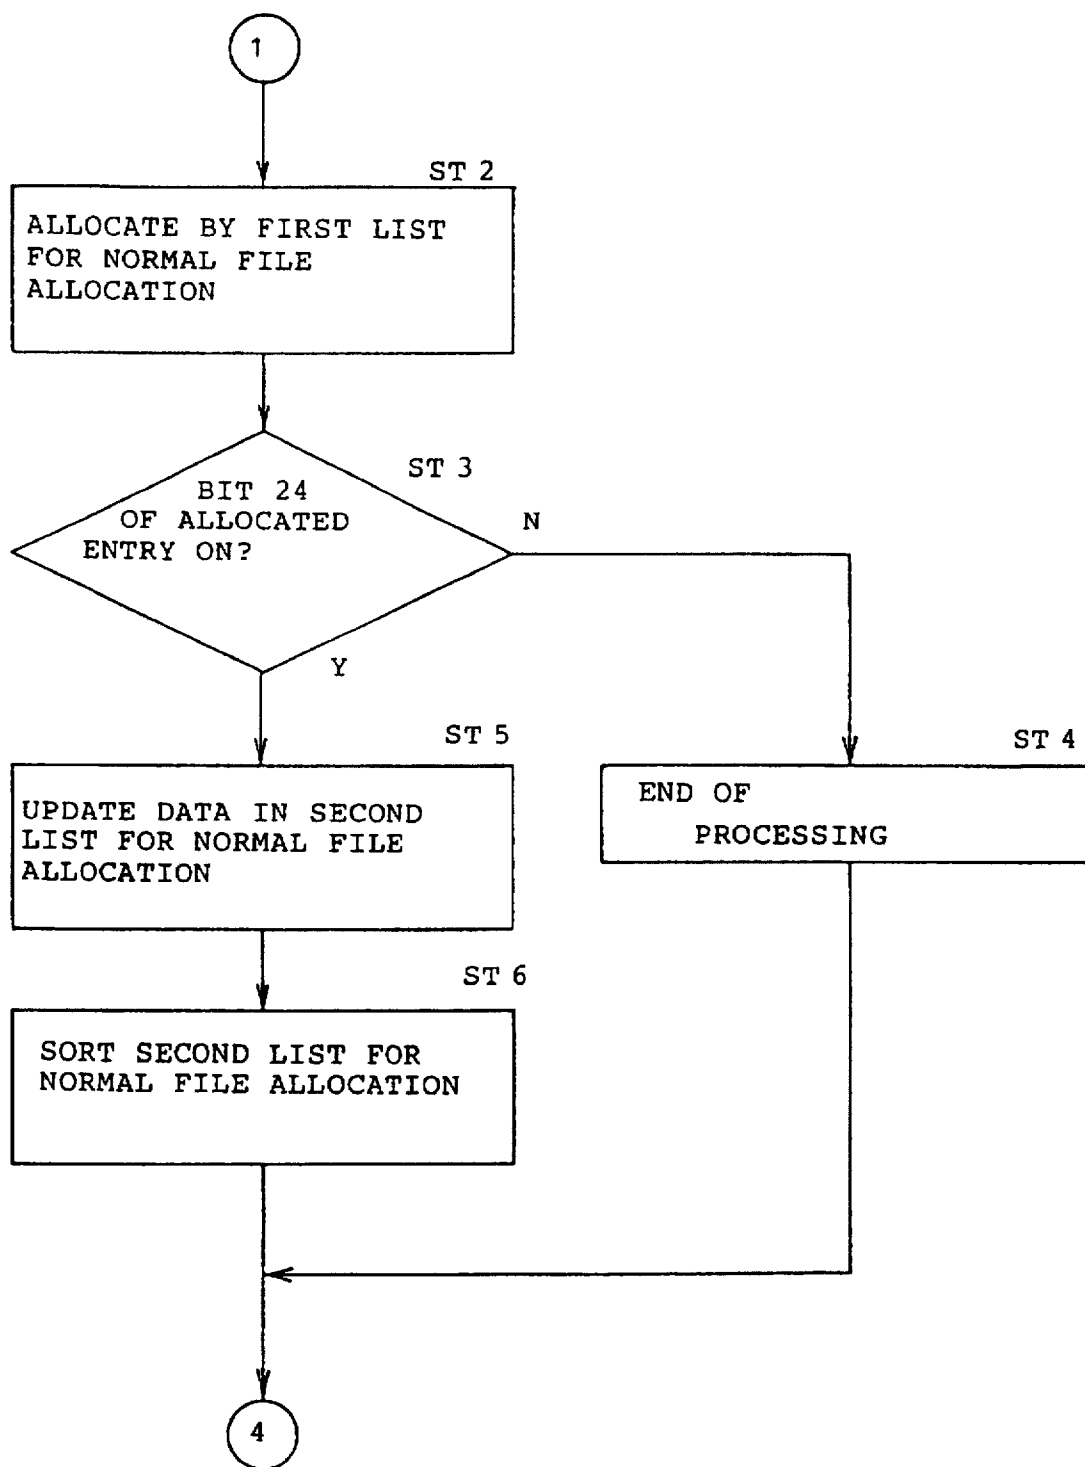 1
ST 2
ALLOCATE BY FIRST LIST
FOR NORMAL FILE
ALLOCATION
ST 3
BIT 24
OF ALLOCATED
ENTRY ON?
N
Y
ST 5
UPDATE DATA IN SECOND
LIST FOR NORMAL FILE
ALLOCATION
ST 4
END OF
PROCESSING
ST 6
SORT SECOND LIST FOR
NORMAL FILE ALLOCATION
4